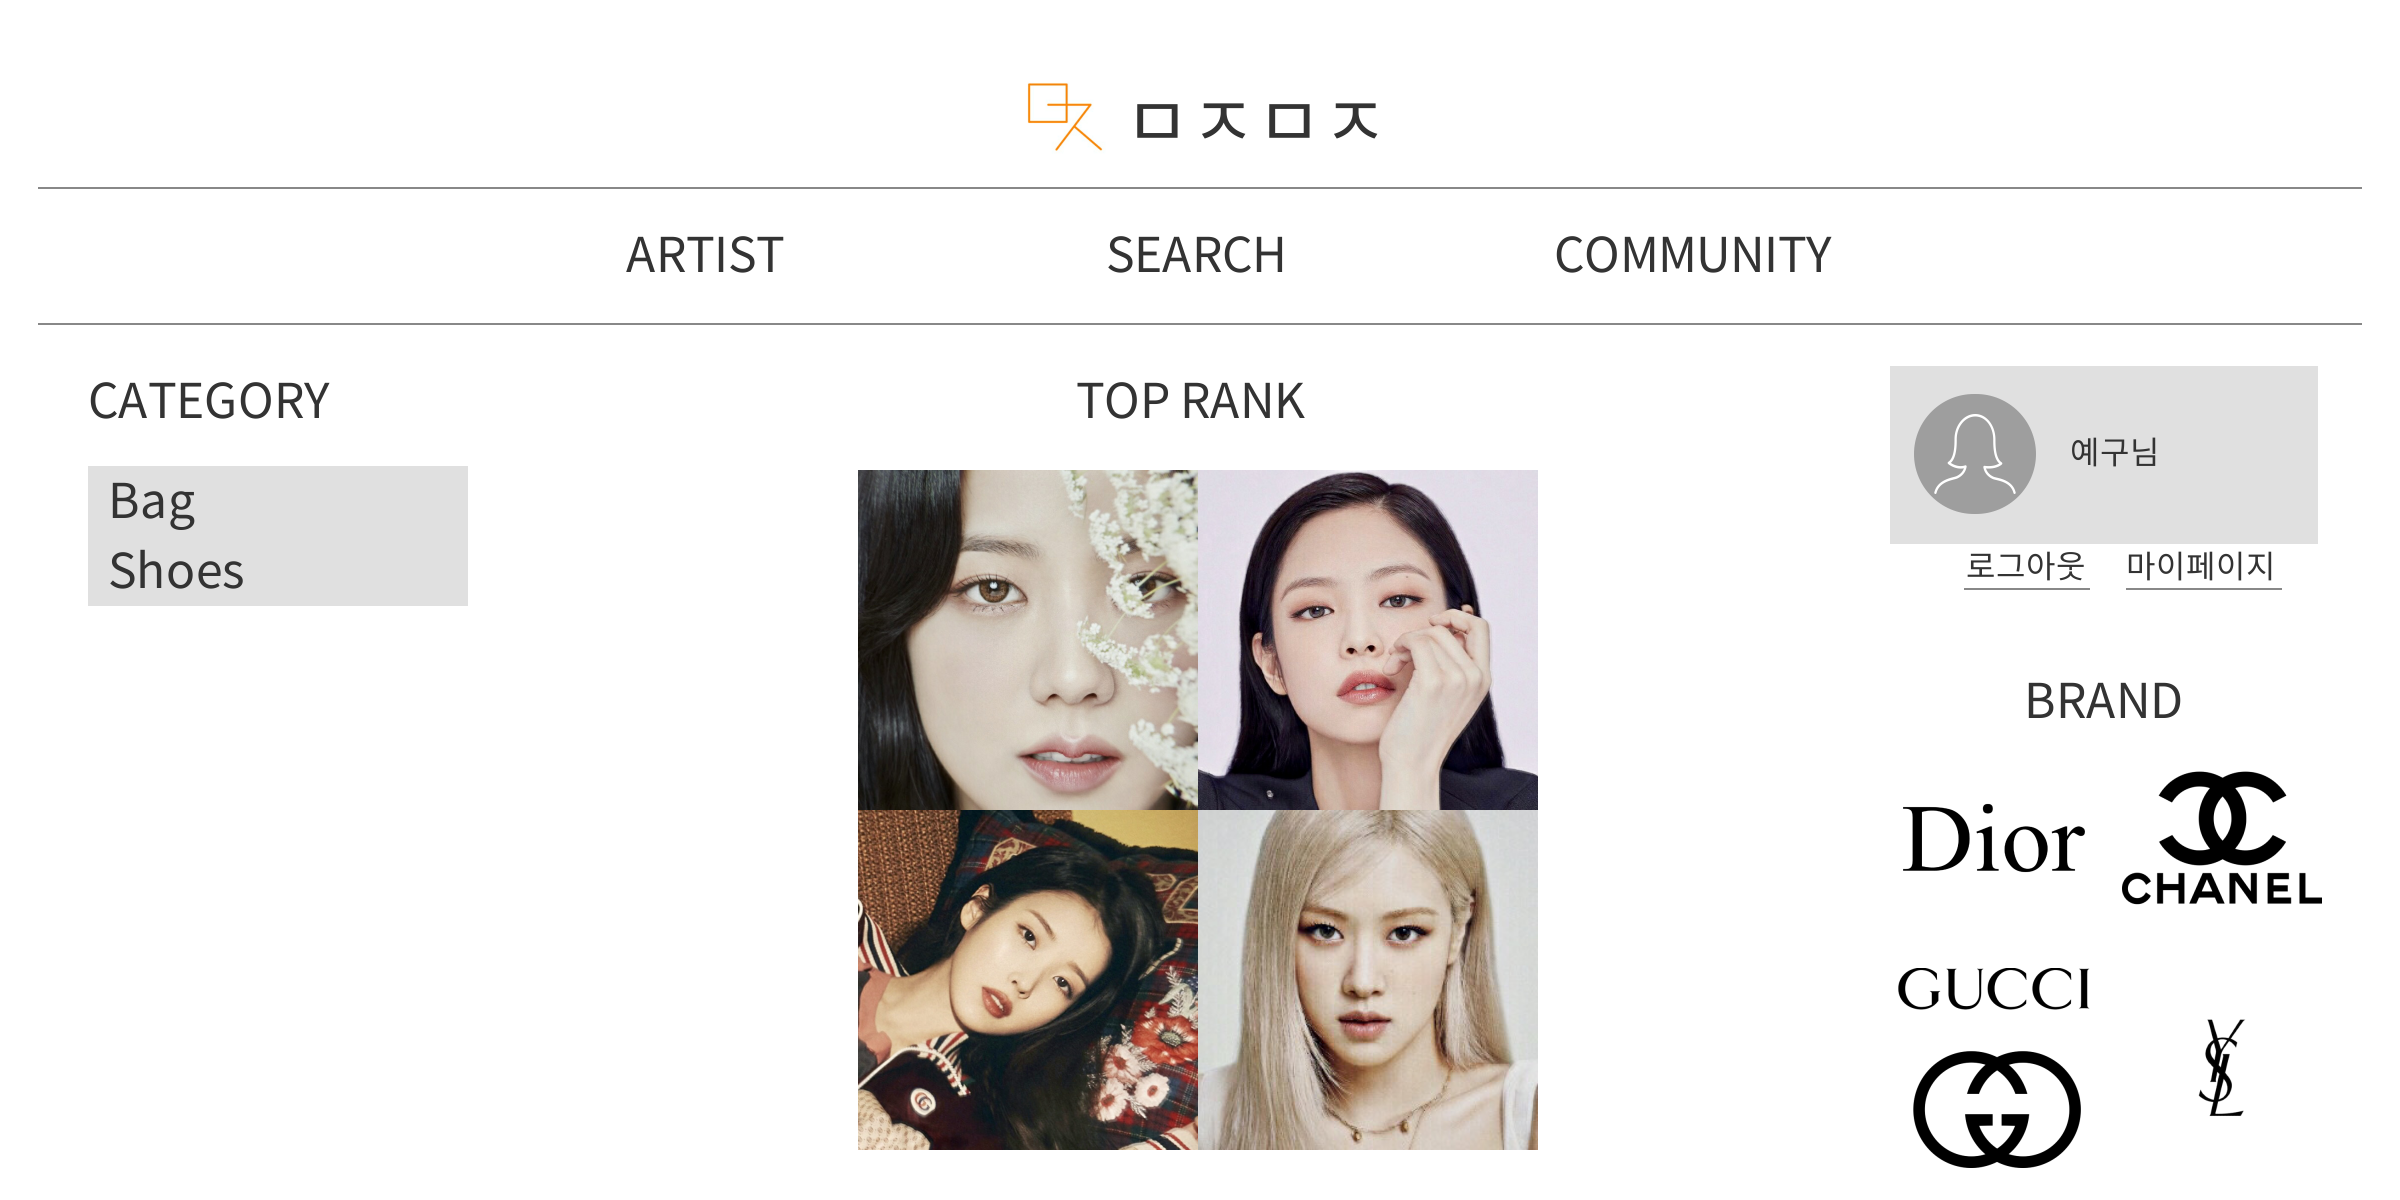 ㅁㅈㅁㅈ
ARTIST SEARCH COMMUNITY
CATEGORY
Bag
Shoes
TOP RANK
예구님
로그아웃 마이페이지
BRAND
Dior
CHANEL
GUCCI
YSL